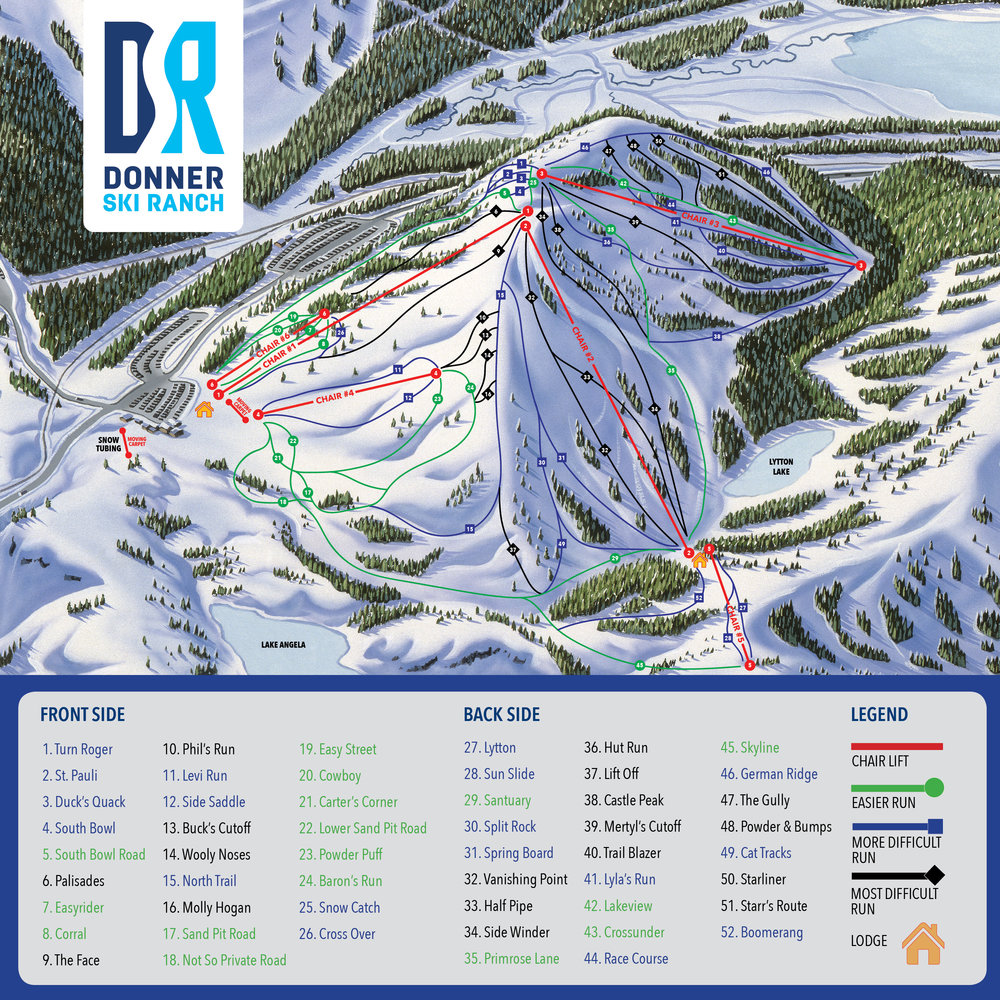 DR
DONNER
SKI RANCH
CHAIR #3
CHAIR #6
CHAIR #1
CHAIR #2
CHAIR #4
MOVING
CARPET
SNOW
TUBING
MOVING
CARPET
LYTTON
LAKE
CHAIR #5
LAKE ANGELA
FRONT SIDE
1. Turn Roger
2. St. Pauli
3. Duck's Quack
4. South Bowl
5. South Bowl Road
6. Palisades
7. Easyrider
8. Corral
9. The Face
10. Phil's Run
11. Levi Run
12. Side Saddle
13. Buck's Cutoff
14. Wooly Noses
15. North Trail
16. Molly Hogan
17. Sand Pit Road
18. Not So Private Road
19. Easy Street
20. Cowboy
21. Carter's Corner
22. Lower Sand Pit Road
23. Powder Puff
24. Baron's Run
25. Snow Catch
26. Cross Over
BACK SIDE
27. Lytton
28. Sun Slide
29. Santuary
30. Split Rock
31. Spring Board
32. Vanishing Point
33. Half Pipe
34. Side Winder
35. Primrose Lane
36. Hut Run
37. Lift Off
38. Castle Peak
39. Mertyl's Cutoff
40. Trail Blazer
41. Lyla's Run
42. Lakeview
43. Crossunder
44. Race Course
45. Skyline
46. German Ridge
47. The Gully
48. Powder & Bumps
49. Cat Tracks
50. Starliner
51. Starr's Route
52. Boomerang
LEGEND
CHAIR LIFT
EASIER RUN
MORE DIFFICULT
RUN
MOST DIFFICULT
RUN
LODGE